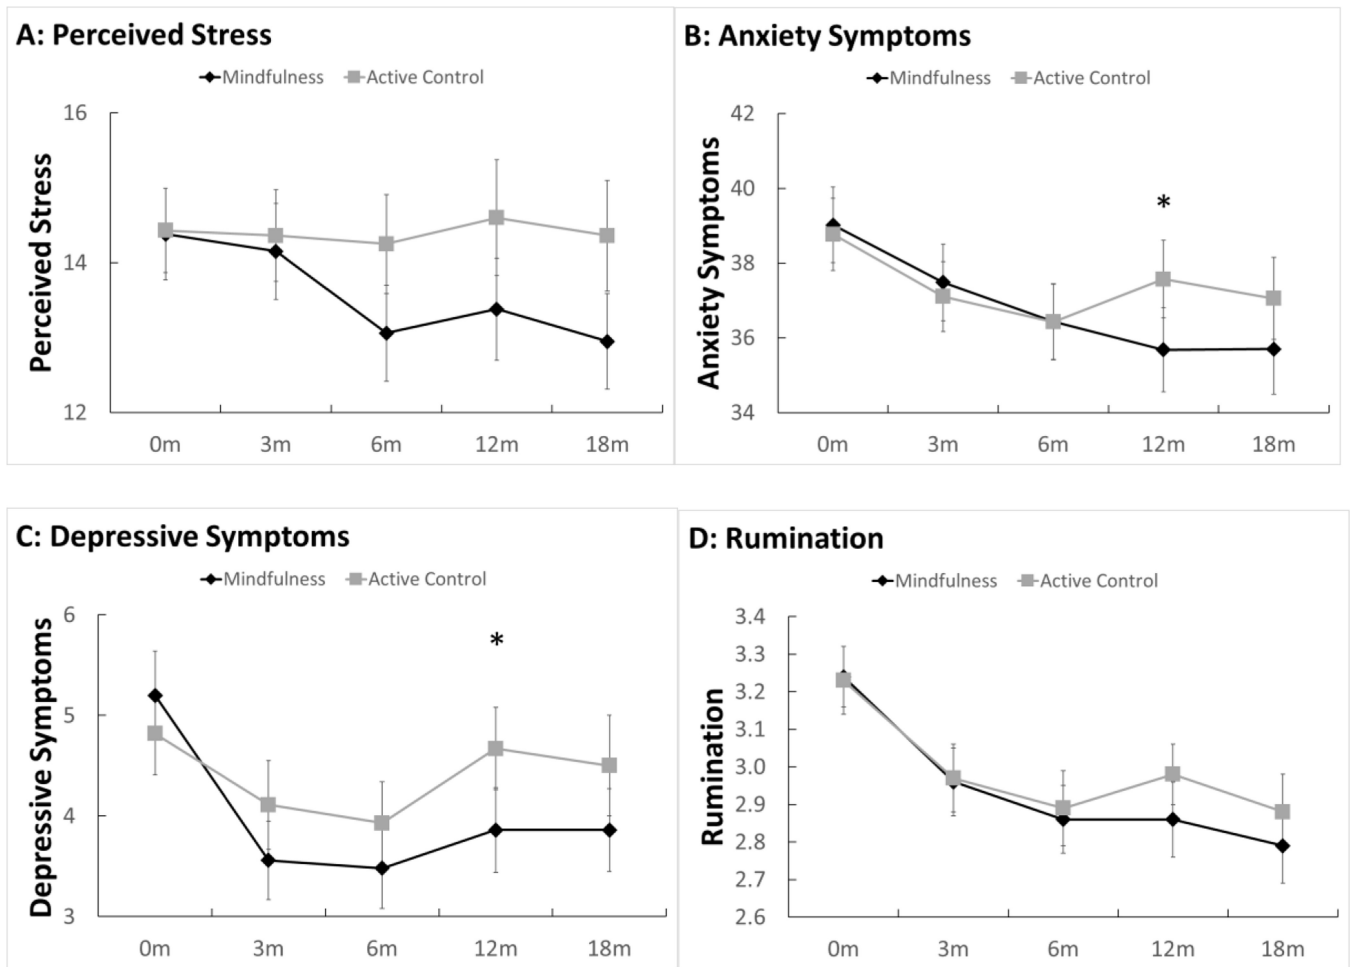 A: Perceived Stress
Mindfulness Active Control
Perceived Stress
16
14
12
0m 3m 6m 12m 18m
B: Anxiety Symptoms
Mindfulness Active Control
Anxiety Symptoms
42
40
*
38
36
34
0m 3m 6m 12m 18m
C: Depressive Symptoms
Mindfulness Active Control
Depressive Symptoms
6
*
5
4
3
0m 3m 6m 12m 18m
D: Rumination
Mindfulness Active Control
Rumination
3.4
3.3
3.2
3.1
3.0
2.9
2.8
2.7
2.6
0m 3m 6m 12m 18m